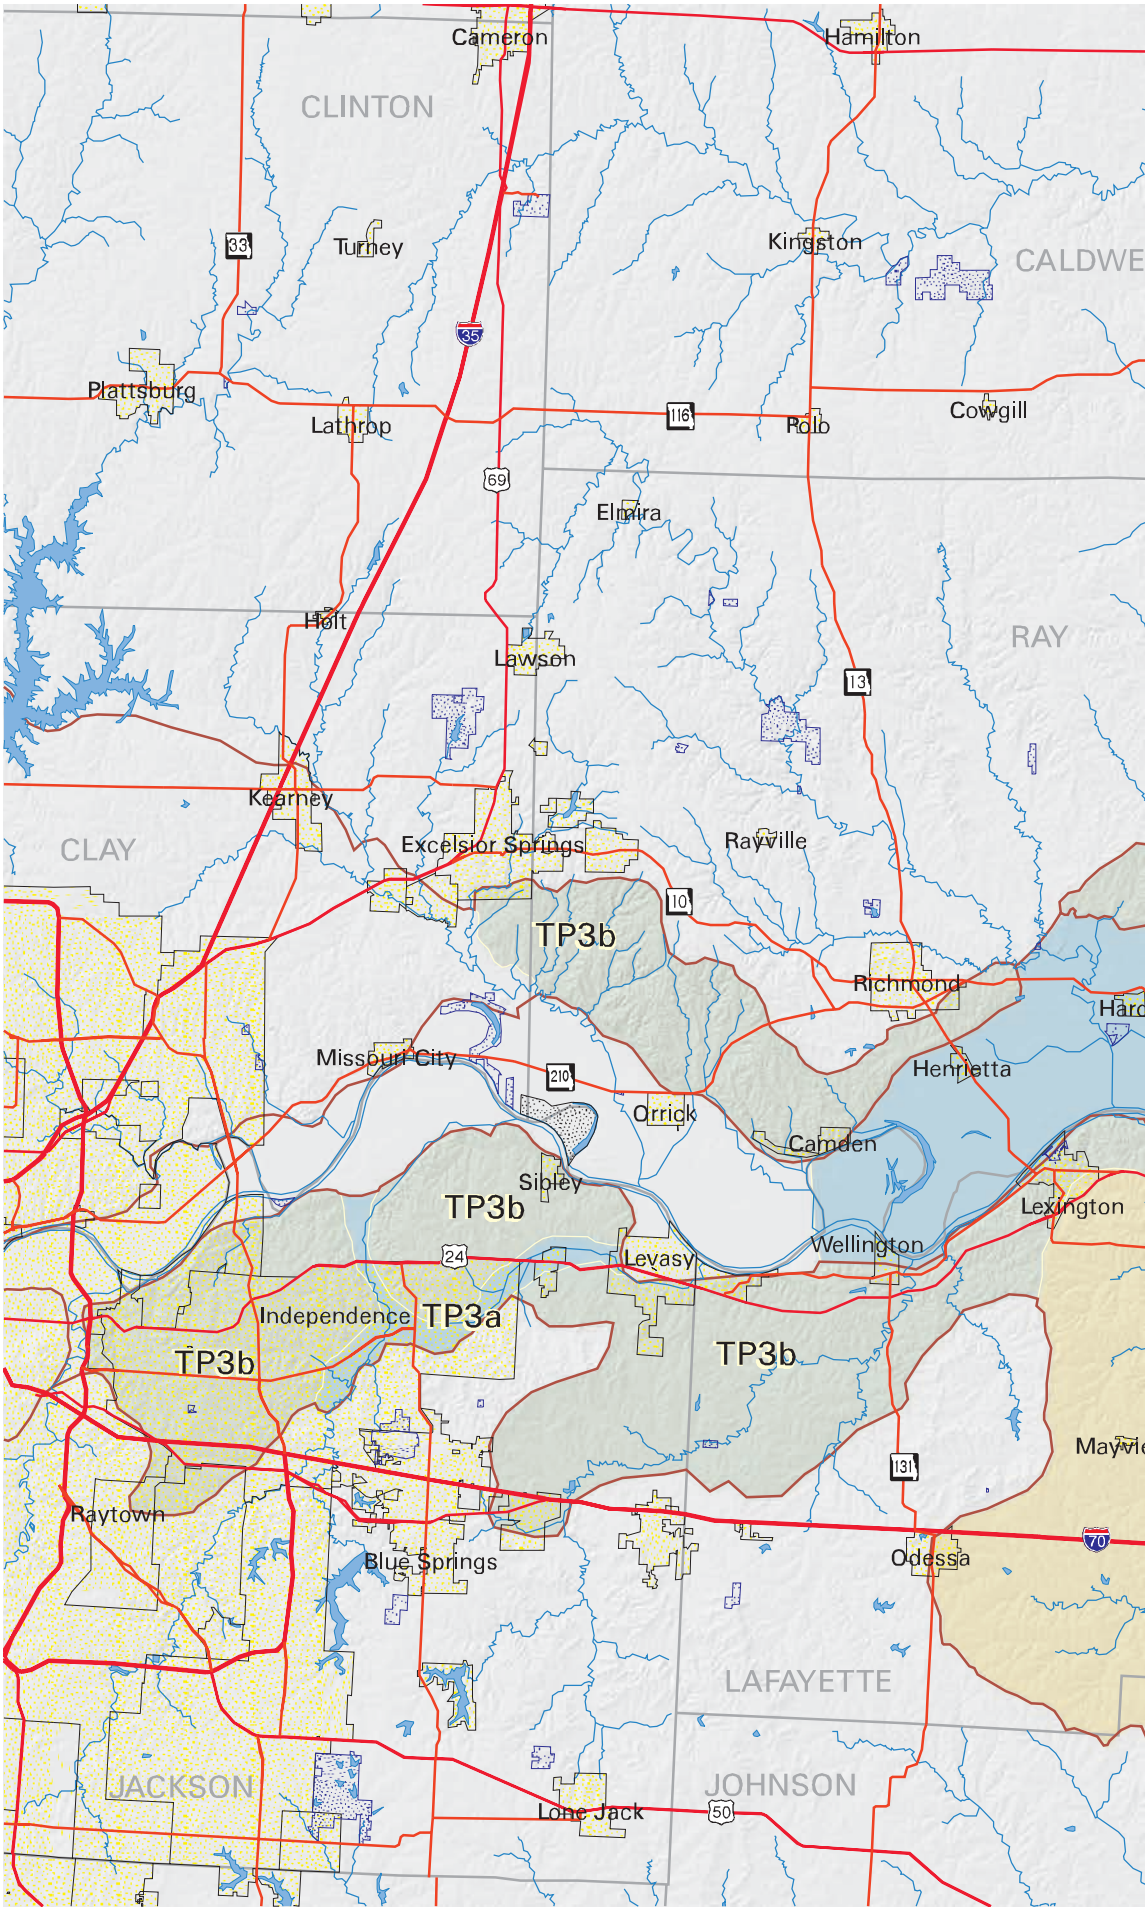 Cameron
Hamilton
CLINTON
33
Turney
Kingston
CALDWE
35
Plattsburg
Lathrop
116
Polo
Cowgill
69
Elmira
Holt
Lawson
RAY
13
Kearney
CLAY
Excelsior Springs
Rayville
10
TP3b
Richmond
Hard
Missouri City
210
Henrietta
Orrick
Camden
Sibley
TP3b
Lexington
24
Levasy
Wellington
Independence
TP3a
TP3b
TP3b
Mayvie
131
Raytown
70
Blue Springs
Odessa
LAFAYETTE
JACKSON
JOHNSON
Lone Jack
50